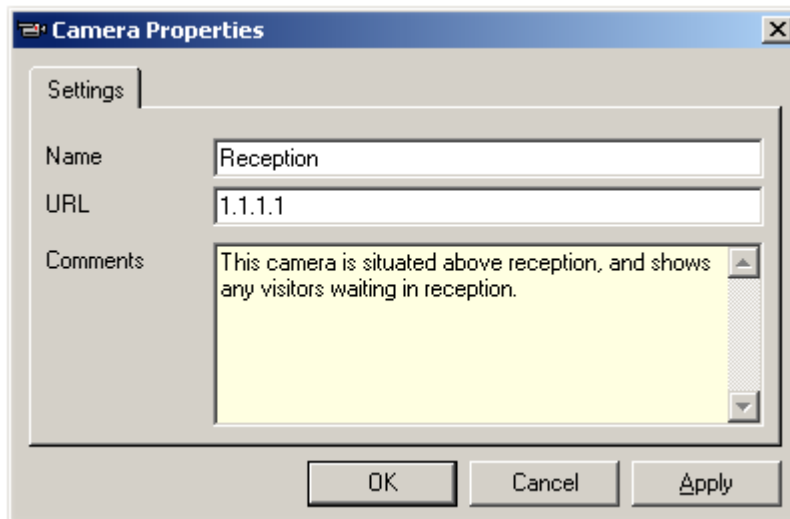 Camera Properties
Settings
Name
Reception
URL
1.1.1.1
Comments
This camera is situated above reception, and shows
any visitors waiting in reception.
OK
Cancel
Apply